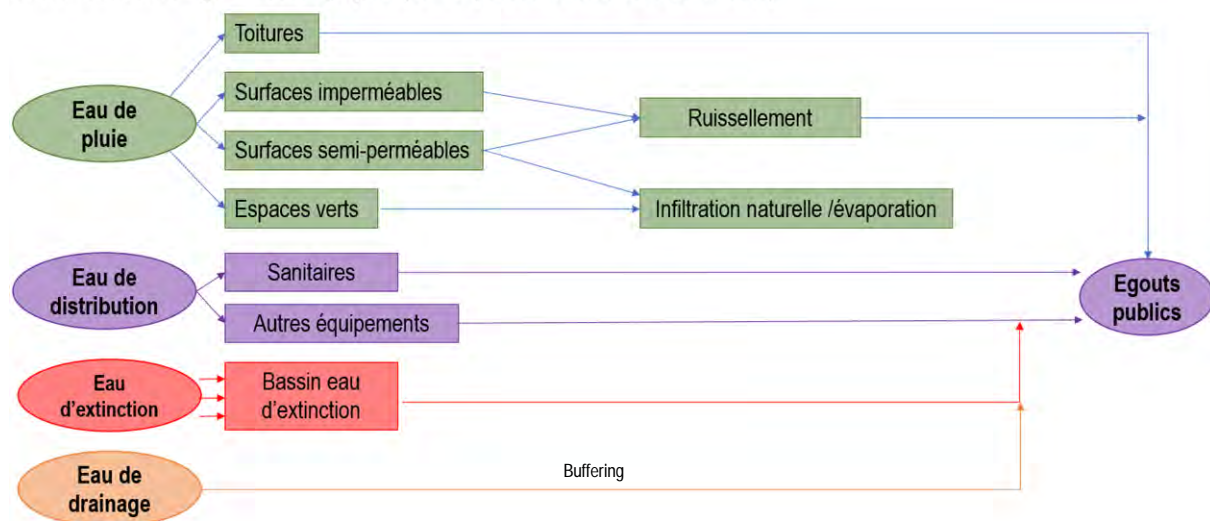 Toitures
Eau de
pluie
Surfaces imperméables
Surfaces semi-perméables
Espaces verts
Ruissellement
Infiltration naturelle /évaporation
Eau de
distribution
Sanitaires
Autres équipements
Egouts
publics
Eau
d'extinction
Bassin eau
d'extinction
Eau de
drainage
Buffering